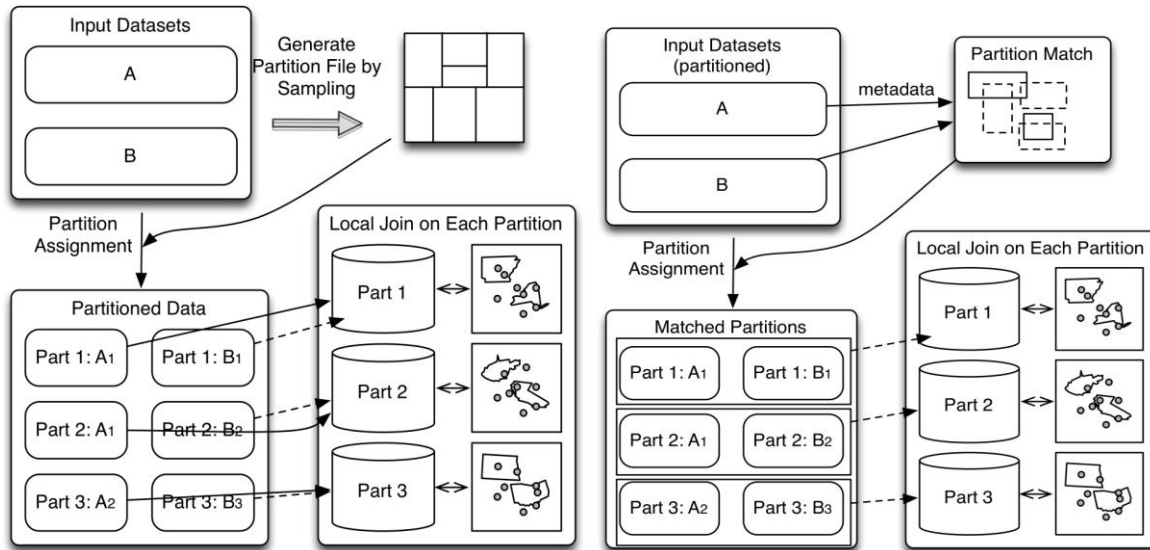 Input Datasets
A
B
Generate
Partition File by
Sampling
Partition
Assignment
Partitioned Data
Part 1: A1
Part 1: B1
Part 2: A1
Part 2: B2
Part 3: A2
Part 3: B3
Local Join on Each Partition
Part 1
Part 2
Part 3
Input Datasets
(partitioned)
A
B
metadata
Partition Match
Partition
Assignment
Matched Partitions
Part 1: A1
Part 1: B1
Part 2: A1
Part 2: B2
Part 3: A2
Part 3: B3
Local Join on Each Partition
Part 1
Part 2
Part 3